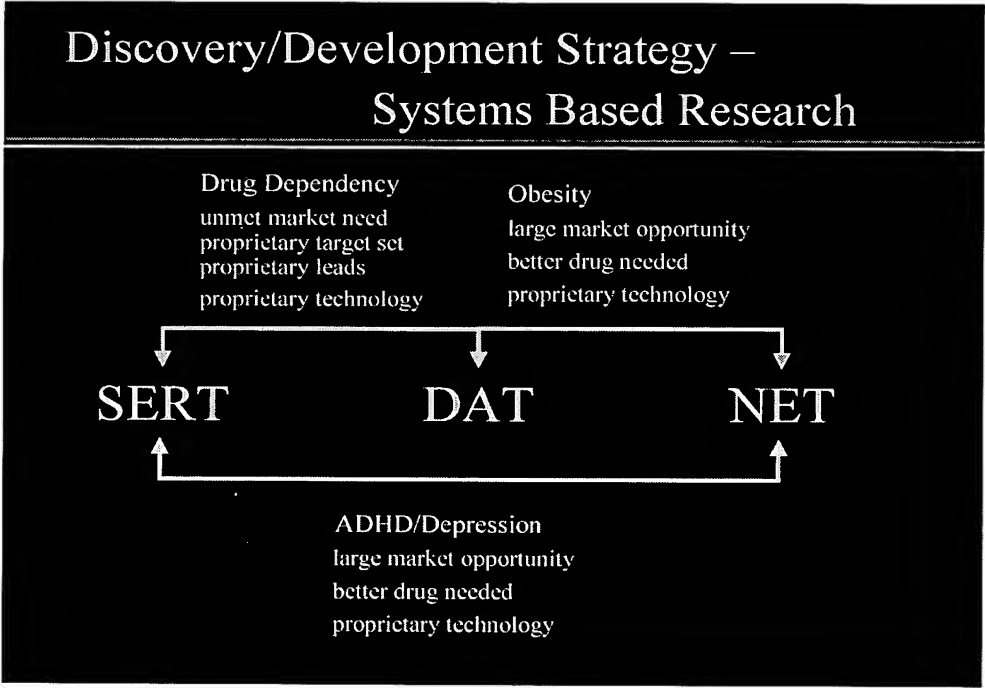 Discovery/Development Strategy –
Systems Based Research
Drug Dependency
unmet market need
proprietary target set
proprietary leads
proprietary technology
Obesity
large market opportunity
better drug needed
proprietary technology
SERT
DAT
NET
ADHD/Depression
large market opportunity
better drug needed
proprietary technology